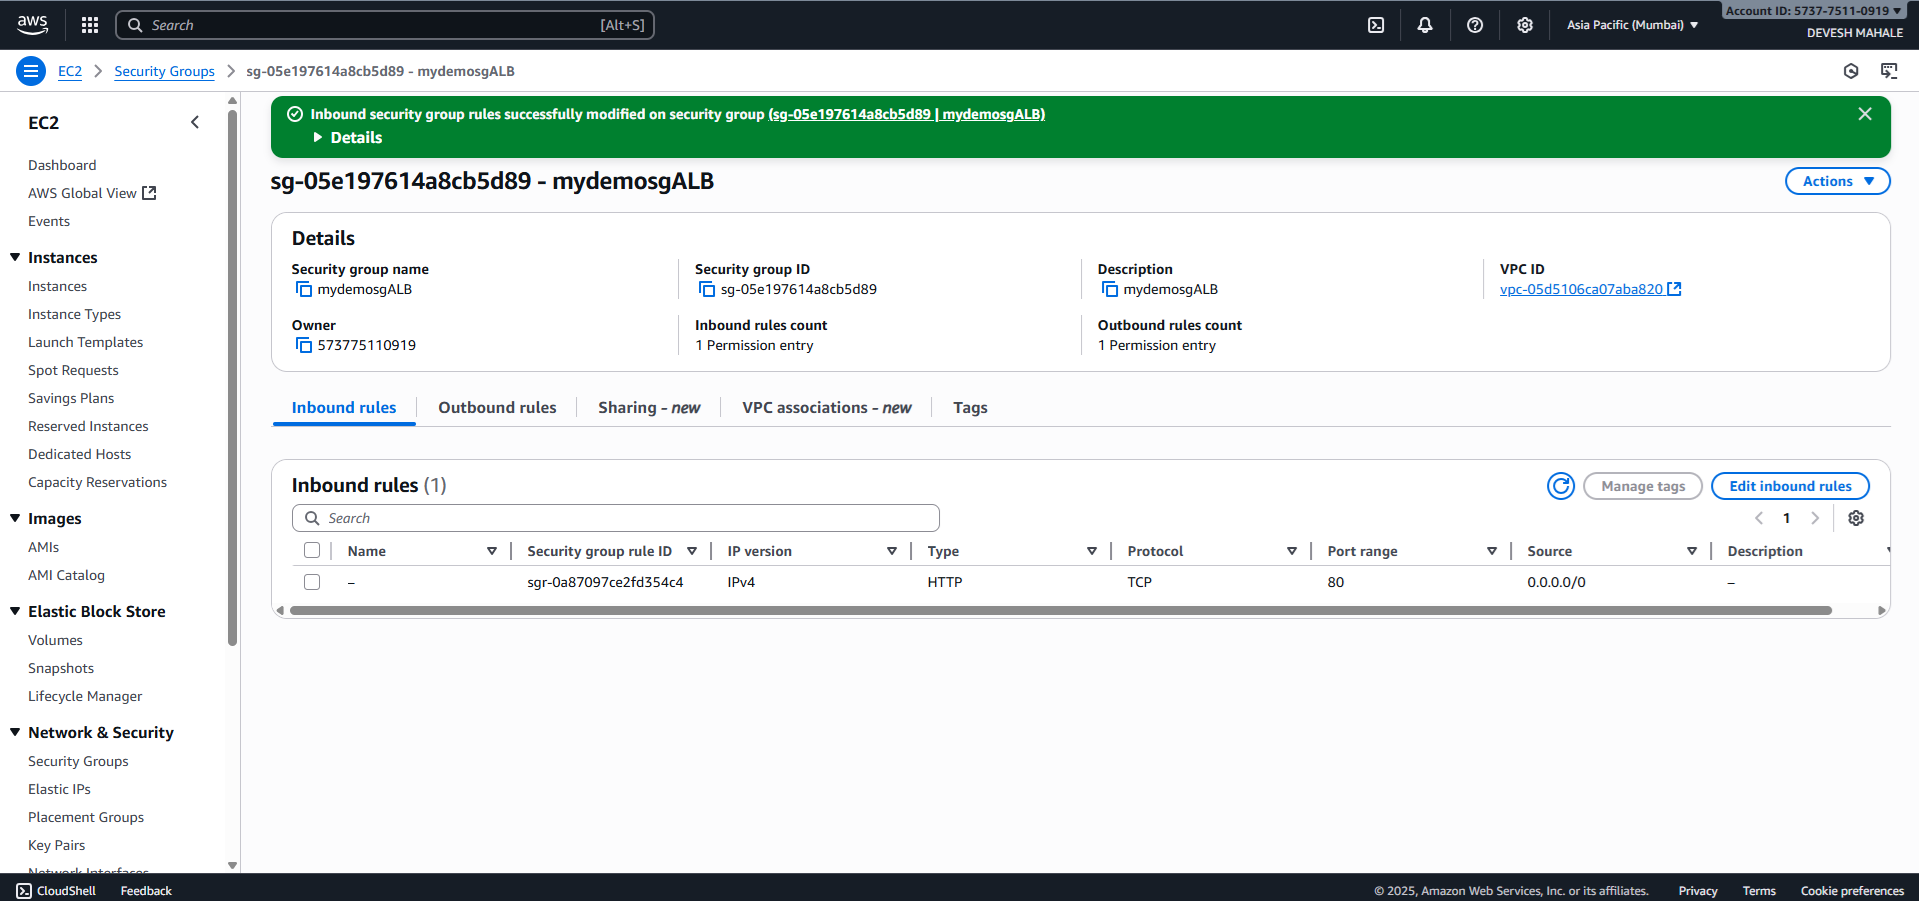 aws
Search [Alt+S]
Asia Pacific (Mumbai)
Account ID: 5737-7511-0919
DEVESH MAHALE
EC2
Security Groups
sg-05e197614a8cb5d89 - mydemosgALB
EC2
Dashboard
AWS Global View
Events
Instances
Instances
Instance Types
Launch Templates
Spot Requests
Savings Plans
Reserved Instances
Dedicated Hosts
Capacity Reservations
Images
AMIs
AMI Catalog
Elastic Block Store
Volumes
Snapshots
Lifecycle Manager
Network & Security
Security Groups
Elastic IPs
Placement Groups
Key Pairs
Network Interfaces
Inbound security group rules successfully modified on security group (sg-05e197614a8cb5d89 | mydemosgALB)
Details
sg-05e197614a8cb5d89 - mydemosgALB
Actions
Details
Security group name
mydemosgALB
Security group ID
sg-05e197614a8cb5d89
Description
mydemosgALB
VPC ID
vpc-05d5106ca07aba820
Owner
573775110919
Inbound rules count
1 Permission entry
Outbound rules count
1 Permission entry
Inbound rules
Outbound rules
Sharing - new
VPC associations - new
Tags
Inbound rules (1)
Manage tags
Edit inbound rules
Search
1
Name Security group rule ID IP version Type Protocol Port range Source Description
– sgr-0a87097ce2fd354c4 IPv4 HTTP TCP 80 0.0.0.0/0 –
CloudShell Feedback
© 2025, Amazon Web Services, Inc. or its affiliates. Privacy Terms Cookie preferences